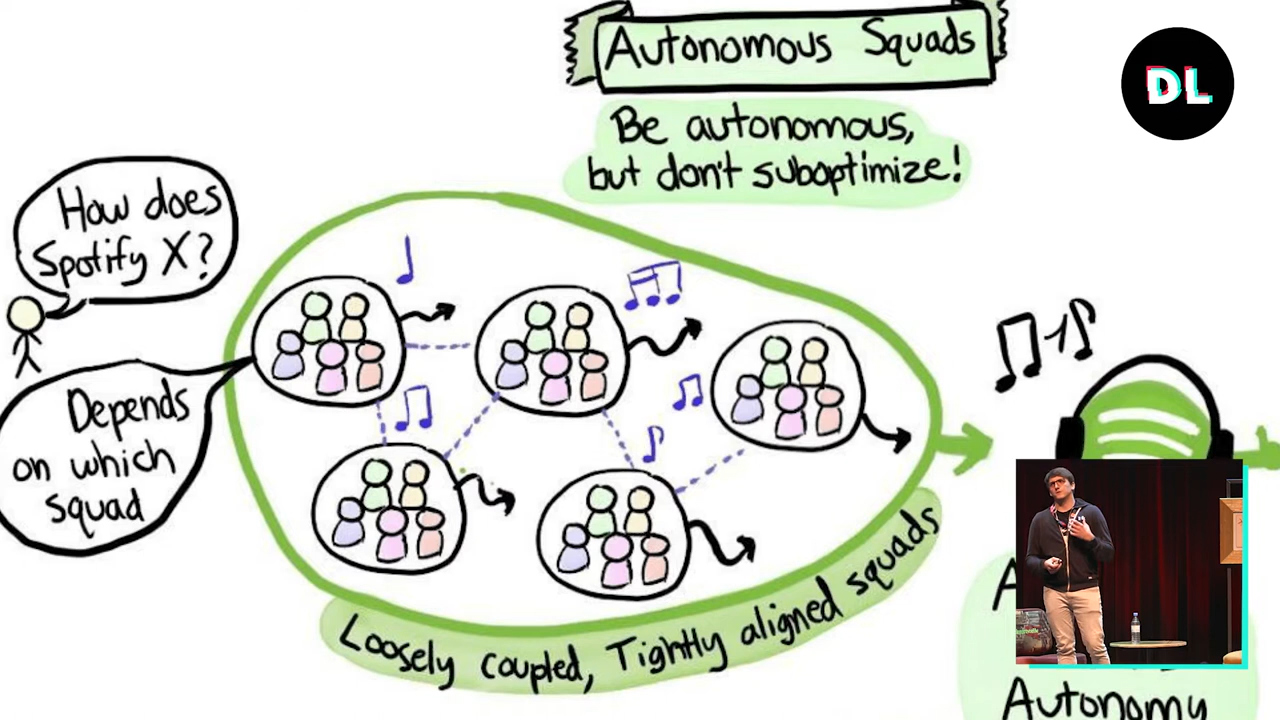 Autonomous Squads
DL
Be autonomous,
but don't suboptimize!
How does
Spotify X?
Depends
on which
squad
Loosely coupled, Tightly aligned squads
A
Autonomy